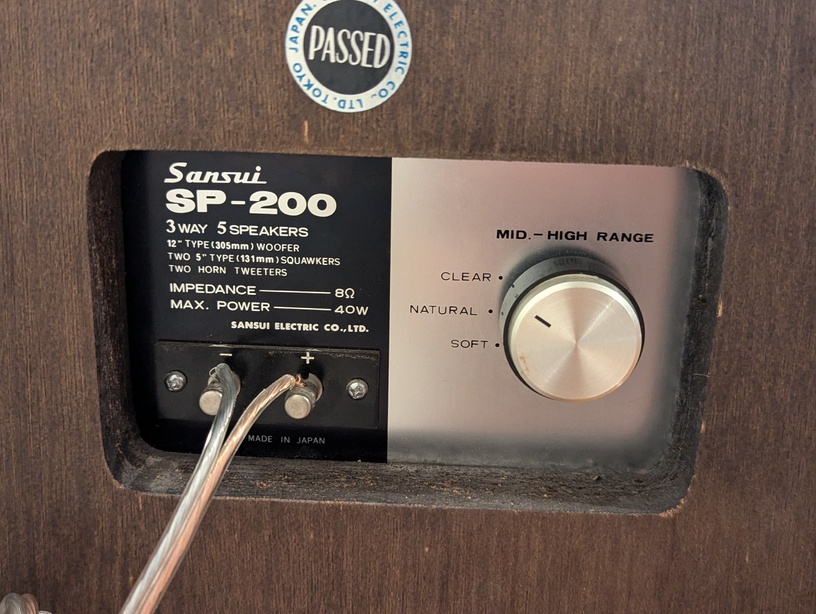 JAPAN. ELECTRIC CO., LTD. TOKYO
PASSED
Sansui
SP-200
3 WAY 5 SPEAKERS
12" TYPE (305mm) WOOFER
TWO 5" TYPE (131mm) SQUAWKERS
TWO HORN TWEETERS
IMPEDANCE 8Ω
MAX. POWER 40W
SANSUI ELECTRIC CO., LTD.
− +
MADE IN JAPAN
MID.-HIGH RANGE
CLEAR
NATURAL
SOFT